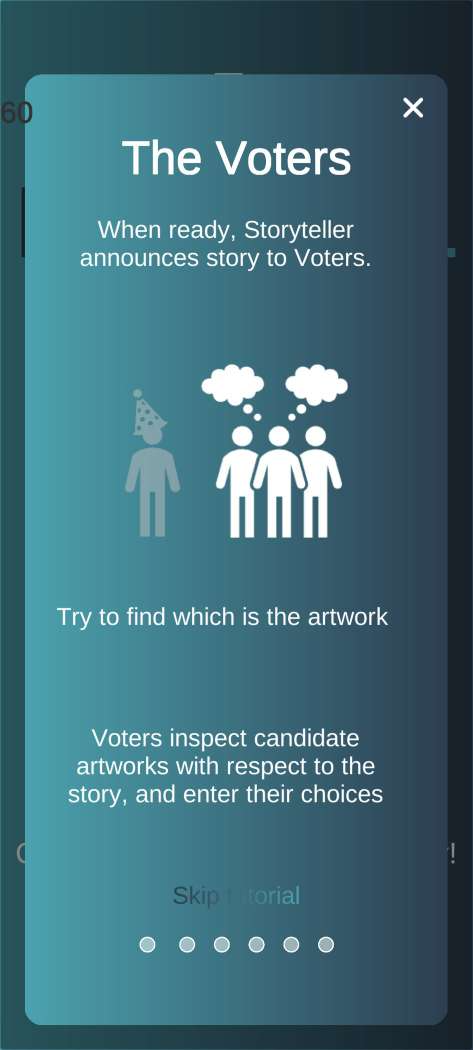 60
The Voters
When ready, Storyteller
announces story to Voters.
Try to find which is the artwork
Voters inspect candidate
artworks with respect to the
story, and enter their choices
Skip tutorial